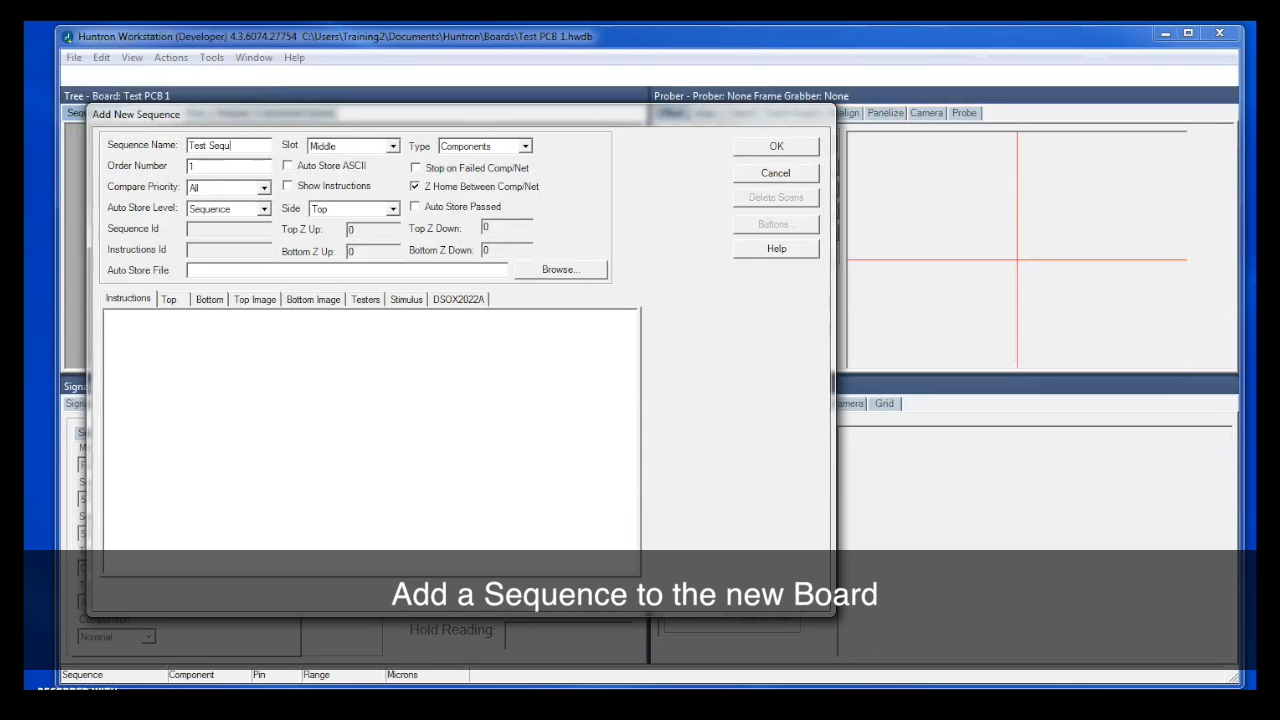 Huntron Workstation (Developer) 4.3.6074.27754 C:\Users\Training2\Documents\Huntron\Boards\Test PCB 1.hwdb
File Edit View Actions Tools Window Help
Tree - Board: Test PCB 1
Prober - Prober: None Frame Grabber: None
Add New Sequence
Panelize Camera Probe
Sequence Name: Test Sequ Slot Middle Type Components OK
Order Number 1 Auto Store ASCII Stop on Failed Comp/Net Cancel
Compare Priority: All Show Instructions Z Home Between Comp/Net Delete Scans
Auto Store Level: Sequence Side Top Auto Store Passed Buttons...
Sequence Id Top Z Up: 0 Top Z Down: 0
Instructions Id Bottom Z Up: 0 Bottom Z Down: 0 Help
Auto Store File Browse...
Instructions Top Bottom Top Image Bottom Image Testers Stimulus DSOX2022A
Grid
Add a Sequence to the new Board
Comparison
Nominal
Hold Reading:
Sequence Component Pin Range Microns